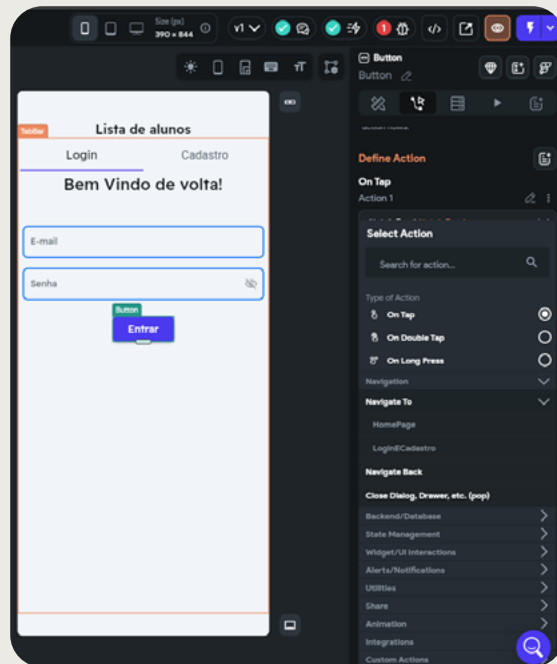 Size (px)
390 × 844
v1
1
</>
Button
Button
TabBar
Lista de alunos
Login
Cadastro
Bem Vindo de volta!
E-mail
Senha
Button
Entrar
Define Action
On Tap
Action 1
Select Action
Search for action...
Type of Action
On Tap
On Double Tap
On Long Press
Navigation
Navigate To
HomePage
LoginECadastro
Navigate Back
Close Dialog, Drawer, etc. (pop)
Backend/Database
State Management
Widget/UI Interactions
Alerts/Notifications
Utilities
Share
Animation
Integrations
Custom Actions